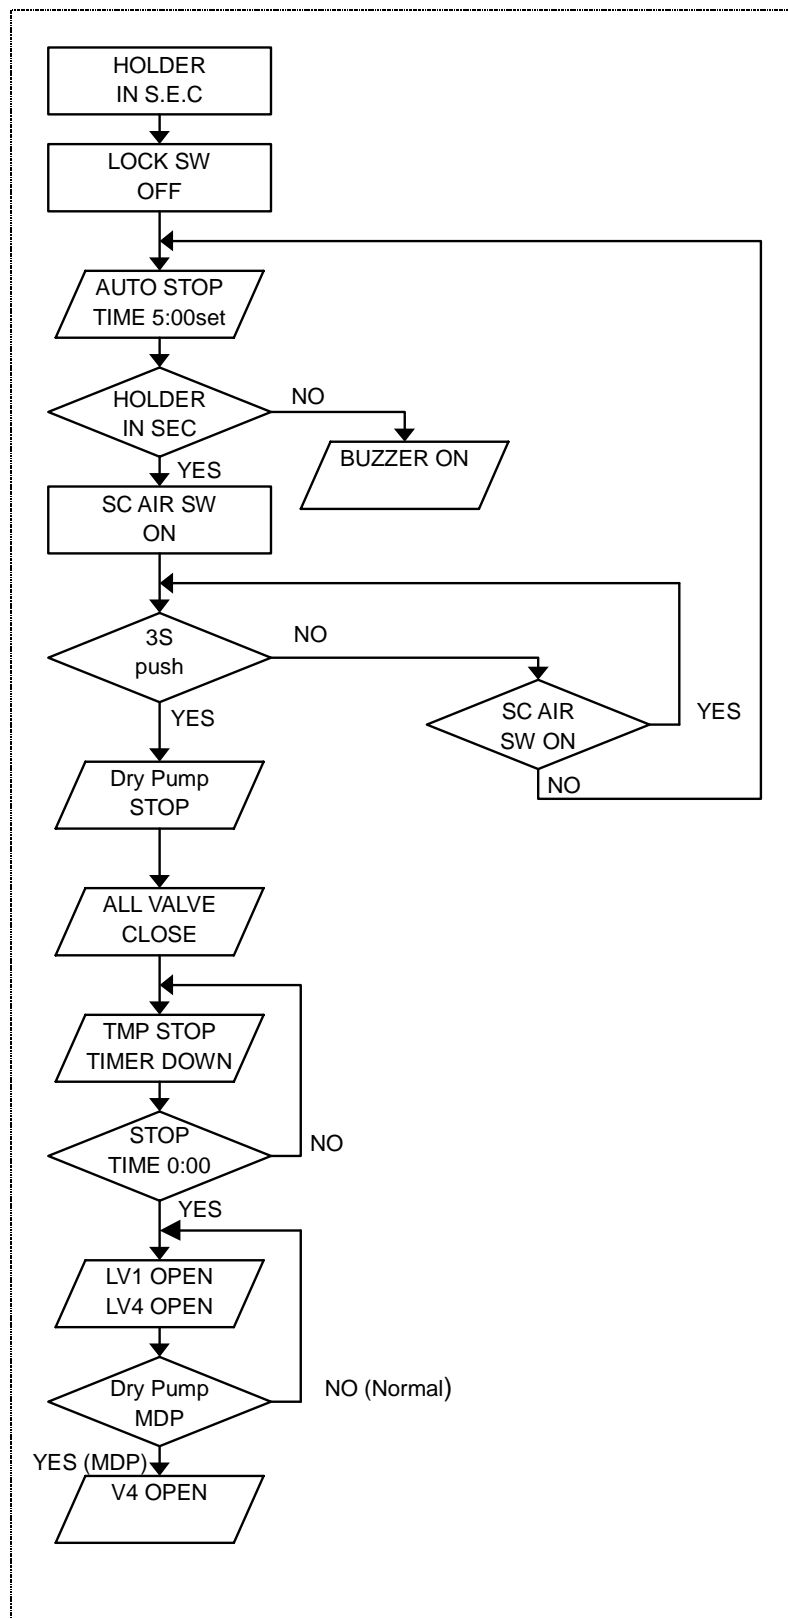 HOLDER
IN S.E.C
LOCK SW
OFF
AUTO STOP
TIME 5:00set
HOLDER
IN SEC
NO
BUZZER ON
YES
SC AIR SW
ON
3S
push
NO
SC AIR
SW ON
YES
NO
YES
Dry Pump
STOP
ALL VALVE
CLOSE
TMP STOP
TIMER DOWN
STOP
TIME 0:00
NO
YES
LV1 OPEN
LV4 OPEN
Dry Pump
MDP
NO (Normal)
YES (MDP)
V4 OPEN